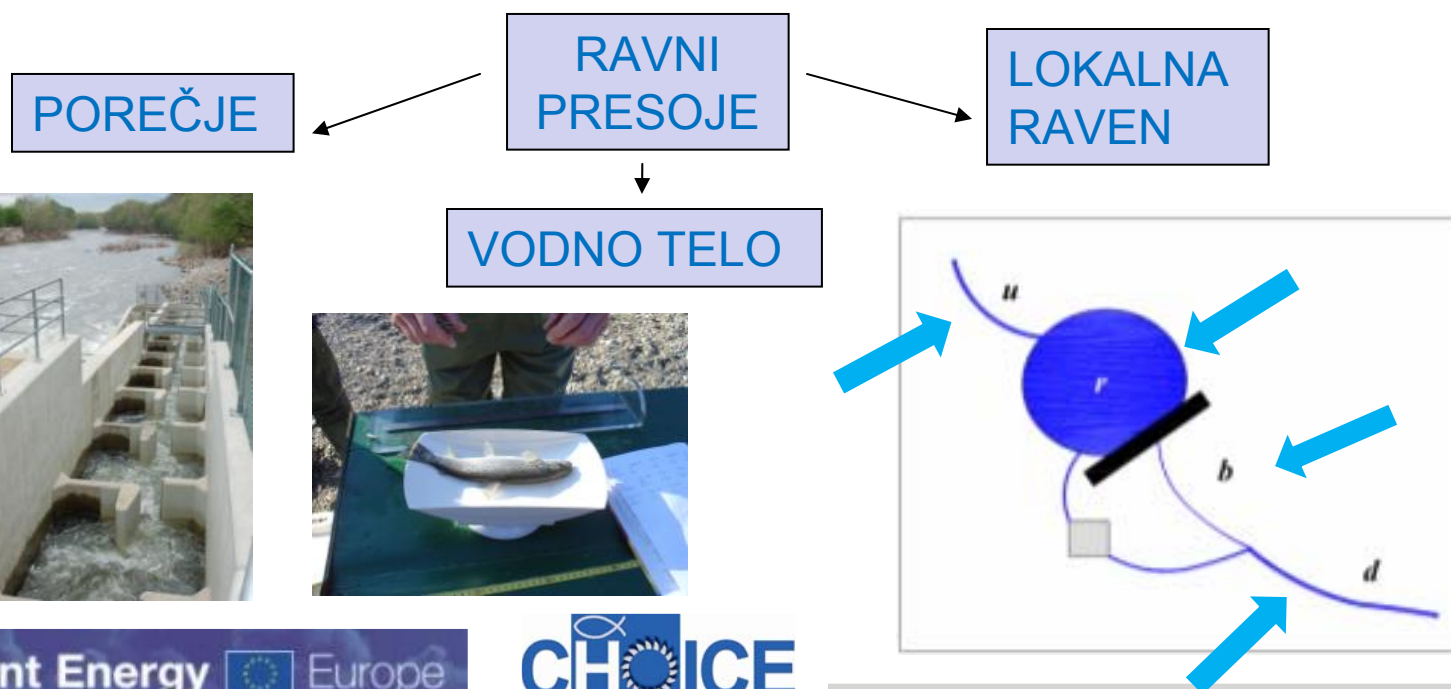 RAVNI
PRESOJE
POREČJE
LOKALNA
RAVEN
VODNO TELO
u
r
b
d
nt Energy Europe
CHOICE